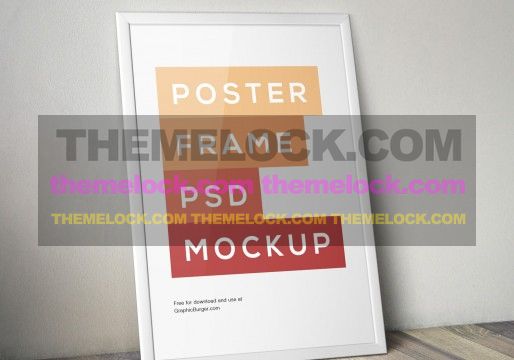 POSTER
THEMELOCK.COM
FRAME
themelock.com themelock.com
PSD
THEMELOCK.COM THEMELOCK.COM THEMELOCK.COM
MOCKUP
Free for download and use at
GraphicBurger.com